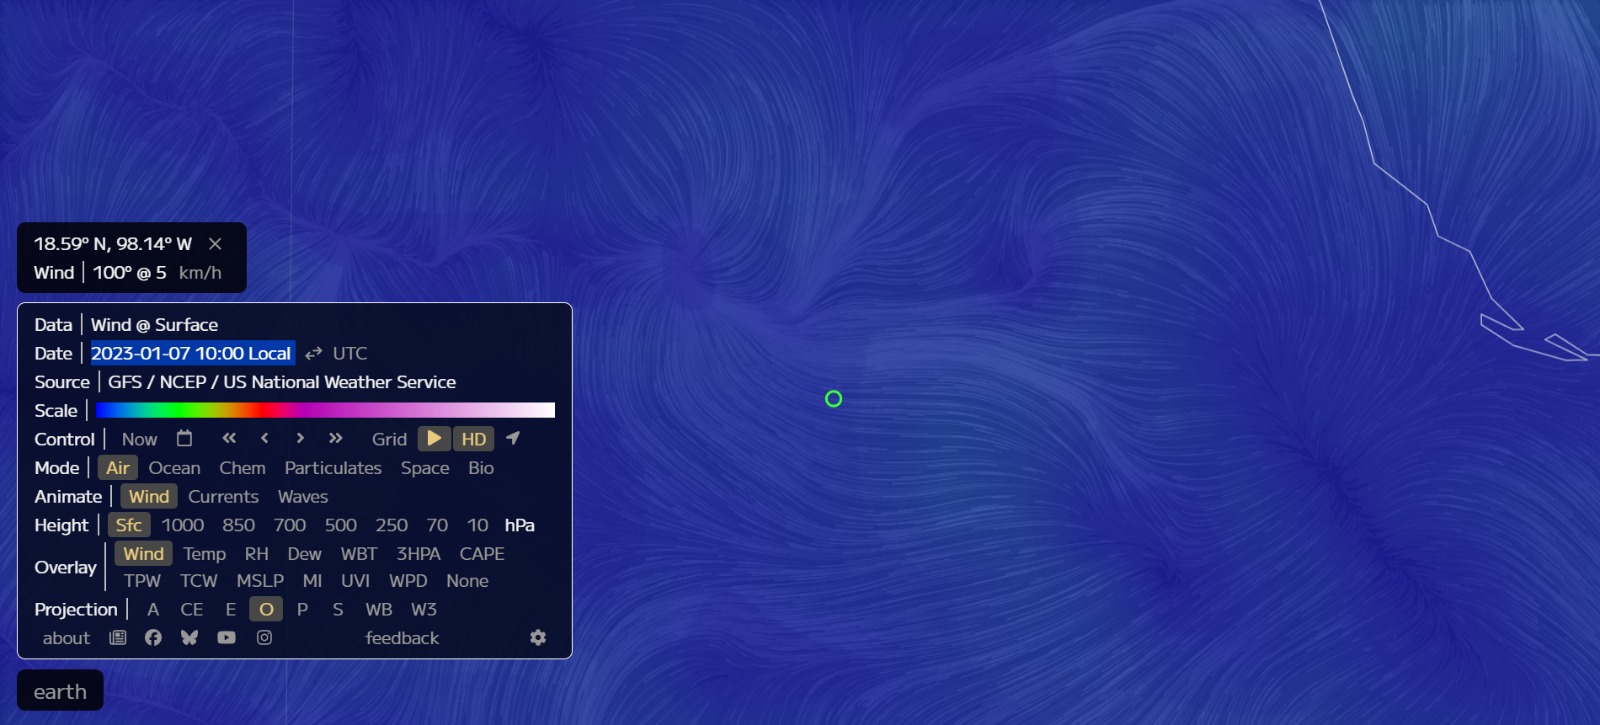 18.59° N, 98.14° W ×
Wind | 100° @ 5 km/h
Data | Wind @ Surface
Date | 2023-01-07 10:00 Local ⇄ UTC
Source | GFS / NCEP / US National Weather Service
Scale |
Control | Now « ‹ › » Grid HD
Mode | Air Ocean Chem Particulates Space Bio
Animate | Wind Currents Waves
Height | Sfc 1000 850 700 500 250 70 10 hPa
Overlay | Wind Temp RH Dew WBT 3HPA CAPE
TPW TCW MSLP MI UVI WPD None
Projection | A CE E O P S WB W3
about feedback
earth